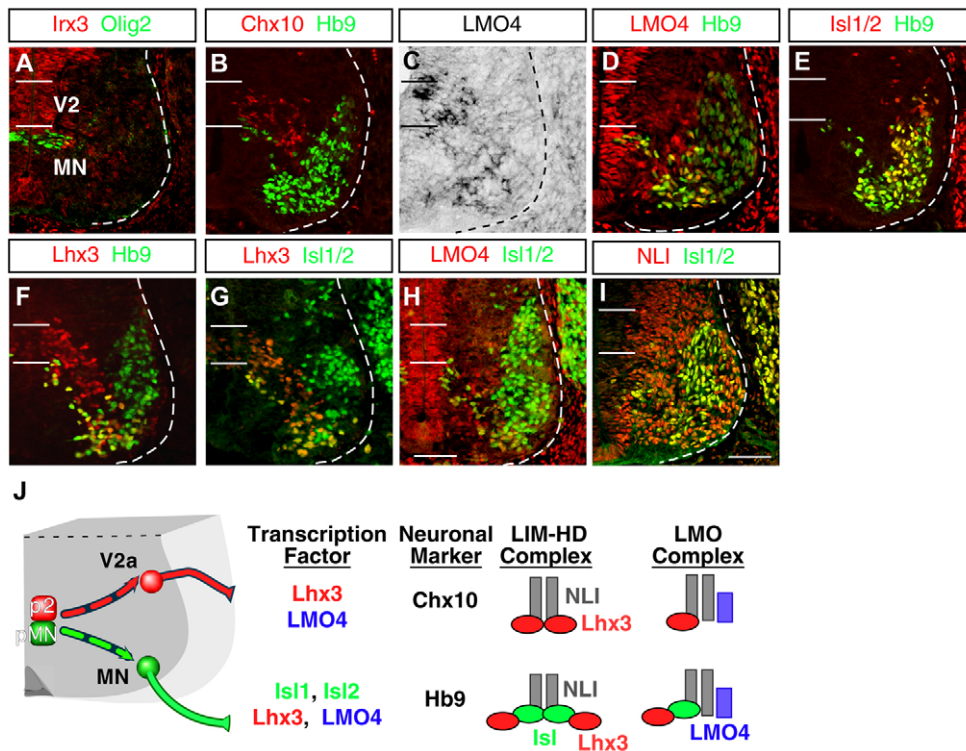 Irx3 Olig2
Chx10 Hb9
LMO4
LMO4 Hb9
Isl1/2 Hb9
A
V2
MN
B
C
D
E
Lhx3 Hb9
Lhx3 Isl1/2
LMO4 Isl1/2
NLI Isl1/2
F
G
H
I
J
Transcription Factor
Neuronal Marker
LIM-HD Complex
LMO Complex
V2a
p2
pMN
MN
Lhx3
LMO4
Chx10
NLI
Lhx3
Isl1, Isl2
Lhx3, LMO4
Hb9
NLI
Isl
Lhx3
LMO4